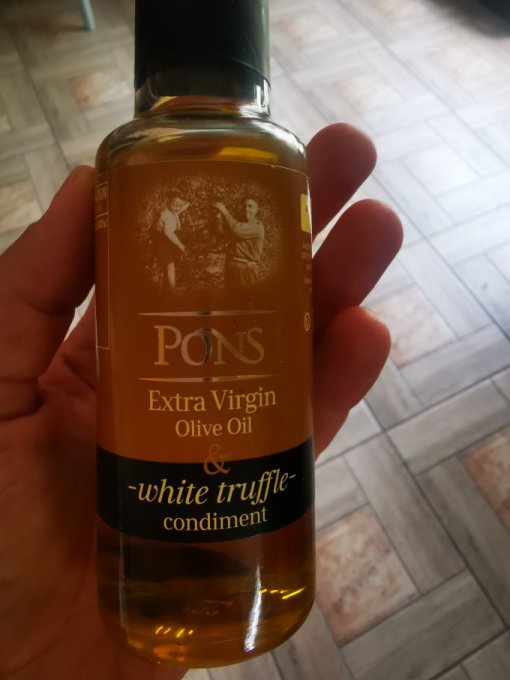 PONS
Extra Virgin
Olive Oil
&
-white truffle-
condiment